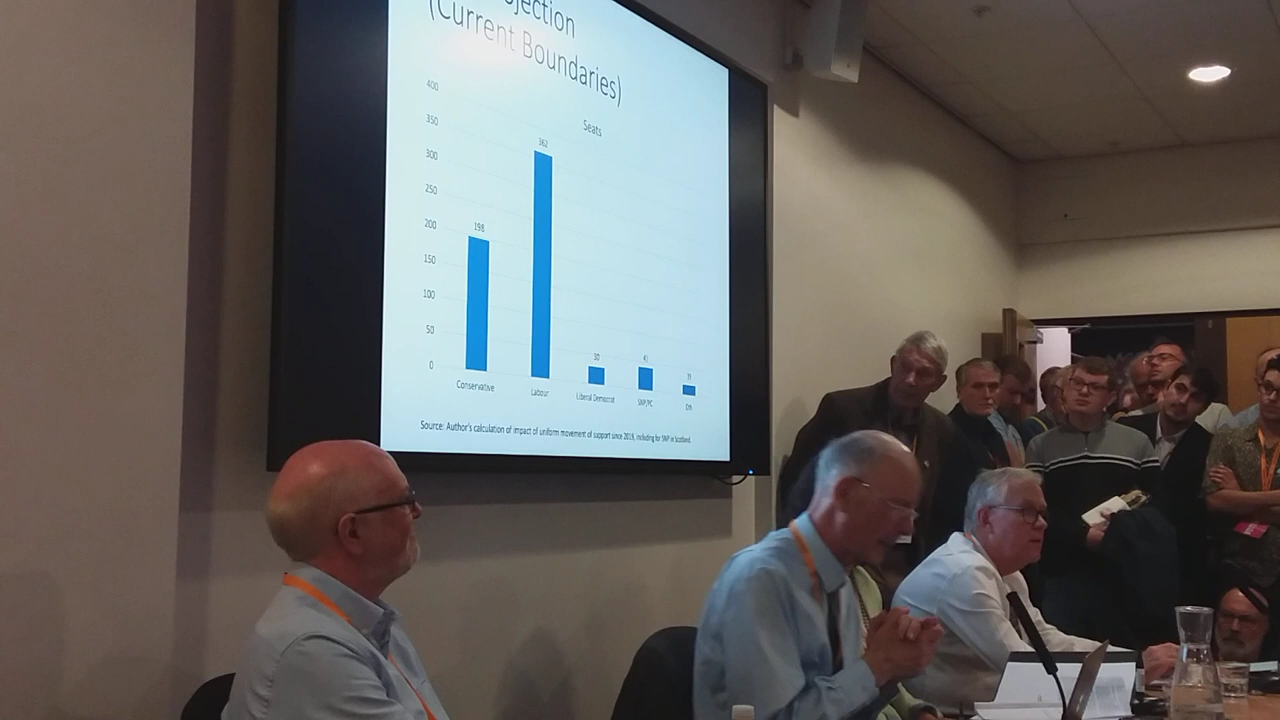 (Current Boundaries)
Seats
400
350
300
250
200
150
100
50
0
198
362
30
Conservative
Labour
Liberal Democrat
SNP/PC
Oth
Source: Author's calculation of impact of uniform movement of support since 2019, including for SNP in Scotland.